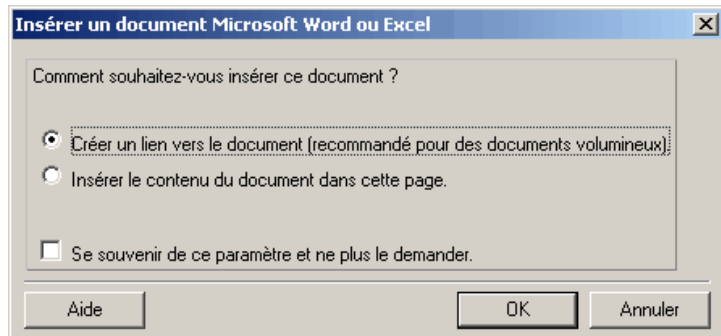 Insérer un document Microsoft Word ou Excel
Comment souhaitez-vous insérer ce document ?
Créer un lien vers le document (recommandé pour des documents volumineux)
Insérer le contenu du document dans cette page.
Se souvenir de ce paramètre et ne plus le demander.
Aide OK Annuler